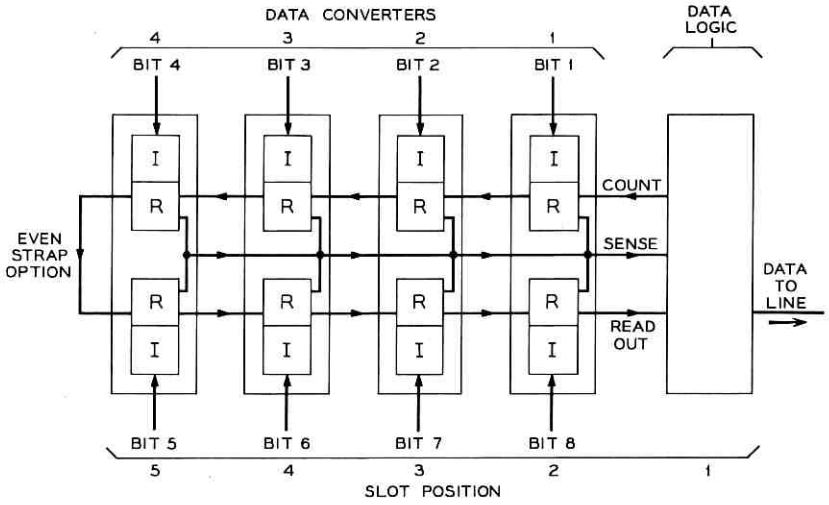 DATA CONVERTERS
DATA
LOGIC
4 3 2 1
BIT 4 BIT 3 BIT 2 BIT 1
I I I I
R R R R
COUNT
EVEN
STRAP
OPTION
SENSE
DATA
TO
LINE
R R R R
READ
OUT
I I I I
BIT 5 BIT 6 BIT 7 BIT 8
5 4 3 2 1
SLOT POSITION